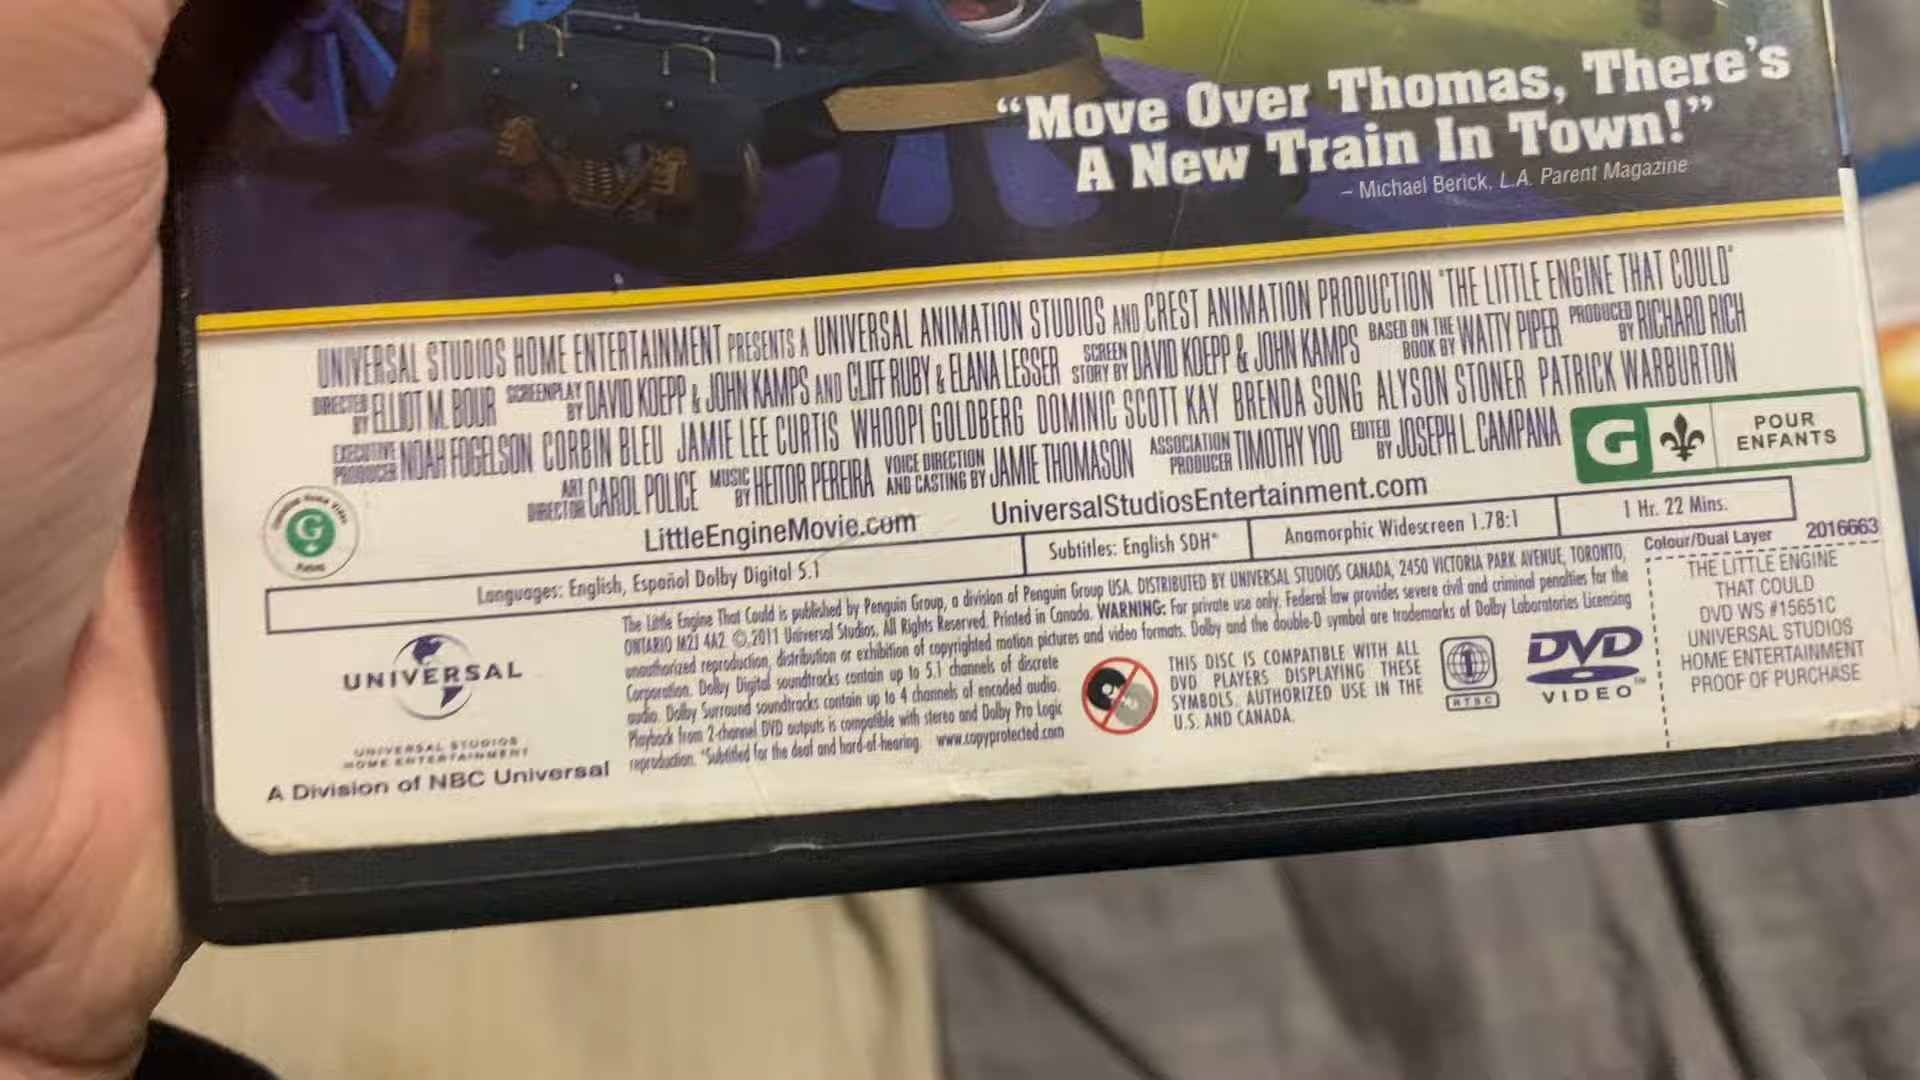 “Move Over Thomas, There’s
A New Train In Town!”
– Michael Berick, L.A. Parent Magazine
UNIVERSAL STUDIOS HOME ENTERTAINMENT PRESENTS A UNIVERSAL ANIMATION STUDIOS AND CREST ANIMATION PRODUCTION "THE LITTLE ENGINE THAT COULD"
DIRECTED BY ELLIOT M. BOUR SCREENPLAY BY DAVID KOEPP & JOHN KAMPS AND CLIFF RUBY & ELANA LESSER SCREEN STORY BY DAVID KOEPP & JOHN KAMPS BASED ON THE BOOK BY WATTY PIPER PRODUCED BY RICHARD RICH
EXECUTIVE PRODUCER NOAH FOGELSON CORBIN BLEU JAMIE LEE CURTIS WHOOPI GOLDBERG DOMINIC SCOTT KAY BRENDA SONG ALYSON STONER PATRICK WARBURTON
ART DIRECTOR CAROL POLICE MUSIC BY HEITOR PEREIRA VOICE DIRECTION AND CASTING BY JAMIE THOMASON ASSOCIATION PRODUCER TIMOTHY YOO EDITED BY JOSEPH L. CAMPANA
G
POUR
ENFANTS
G
LittleEngineMovie.com UniversalStudiosEntertainment.com
Languages: English, Español Dolby Digital 5.1
Subtitles: English SDH*
Anamorphic Widescreen 1.78:1
1 Hr. 22 Mins.
Colour/Dual Layer
2016663
The Little Engine That Could is published by Penguin Group, a division of Penguin Group USA. DISTRIBUTED BY UNIVERSAL STUDIOS CANADA, 2450 VICTORIA PARK AVENUE, TORONTO,
ONTARIO M2J 4A2. © 2011 Universal Studios. All Rights Reserved. Printed in Canada. WARNING: For private use only. Federal law provides severe civil and criminal penalties for the
unauthorized reproduction, distribution or exhibition of copyrighted motion pictures and video formats. Dolby and the double-D symbol are trademarks of Dolby Laboratories Licensing
Corporation. Dolby Digital soundtracks contain up to 5.1 channels of discrete
audio. Dolby Surround soundtracks contain up to 4 channels of encoded audio.
Playback from 2-channel DVD outputs is compatible with stereo and Dolby Pro Logic
reproduction. *Subtitled for the deaf and hard-of-hearing. www.copyprotected.com
UNIVERSAL
UNIVERSAL STUDIOS
HOME ENTERTAINMENT
A Division of NBC Universal
THIS DISC IS COMPATIBLE WITH ALL
DVD PLAYERS DISPLAYING THESE
SYMBOLS. AUTHORIZED USE IN THE
U.S. AND CANADA.
1
NTSC
DVD
VIDEO™
THE LITTLE ENGINE
THAT COULD
DVD WS #15651C
UNIVERSAL STUDIOS
HOME ENTERTAINMENT
PROOF OF PURCHASE